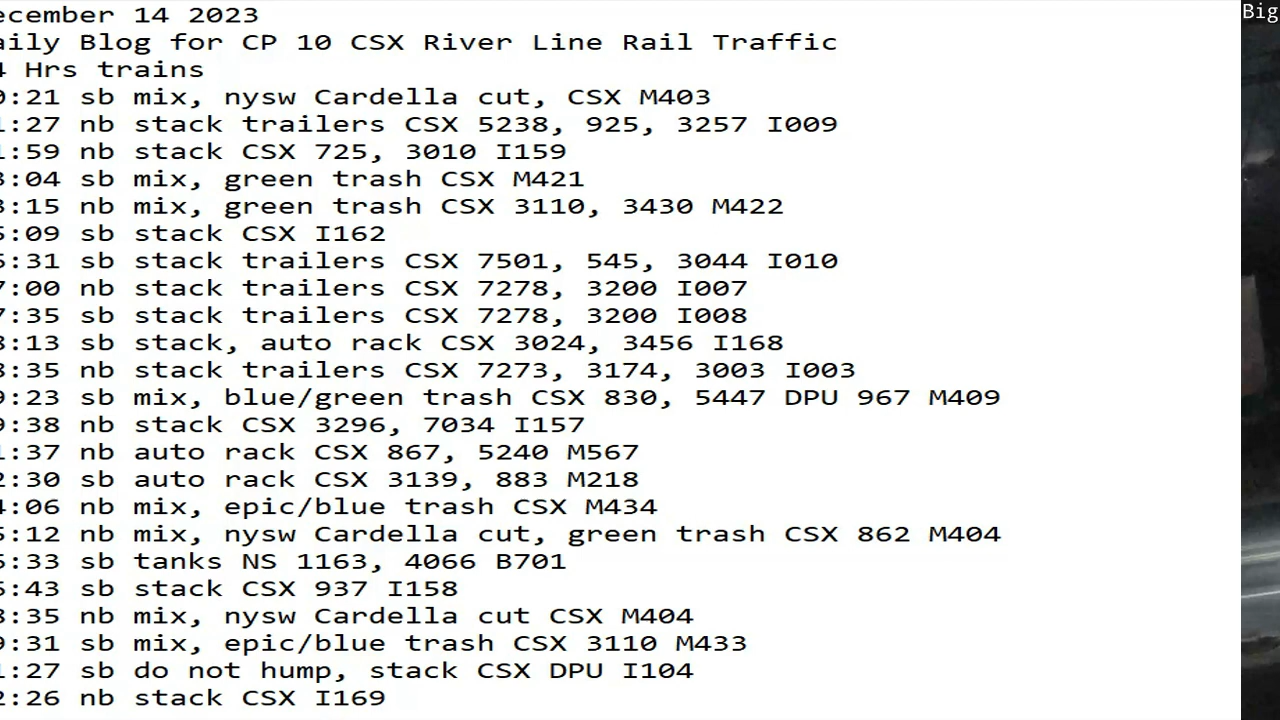 ecember 14 2023
aily Blog for CP 10 CSX River Line Rail Traffic
4 Hrs trains
0:21 sb mix, nysw Cardella cut, CSX M403
1:27 nb stack trailers CSX 5238, 925, 3257 I009
1:59 nb stack CSX 725, 3010 I159
3:04 sb mix, green trash CSX M421
3:15 nb mix, green trash CSX 3110, 3430 M422
5:09 sb stack CSX I162
5:31 sb stack trailers CSX 7501, 545, 3044 I010
7:00 nb stack trailers CSX 7278, 3200 I007
7:35 sb stack trailers CSX 7278, 3200 I008
8:13 sb stack, auto rack CSX 3024, 3456 I168
8:35 nb stack trailers CSX 7273, 3174, 3003 I003
9:23 sb mix, blue/green trash CSX 830, 5447 DPU 967 M409
9:38 nb stack CSX 3296, 7034 I157
1:37 nb auto rack CSX 867, 5240 M567
2:30 sb auto rack CSX 3139, 883 M218
4:06 nb mix, epic/blue trash CSX M434
5:12 nb mix, nysw Cardella cut, green trash CSX 862 M404
5:33 sb tanks NS 1163, 4066 B701
5:43 sb stack CSX 937 I158
8:35 nb mix, nysw Cardella cut CSX M404
9:31 sb mix, epic/blue trash CSX 3110 M433
1:27 sb do not hump, stack CSX DPU I104
2:26 nb stack CSX I169
Big